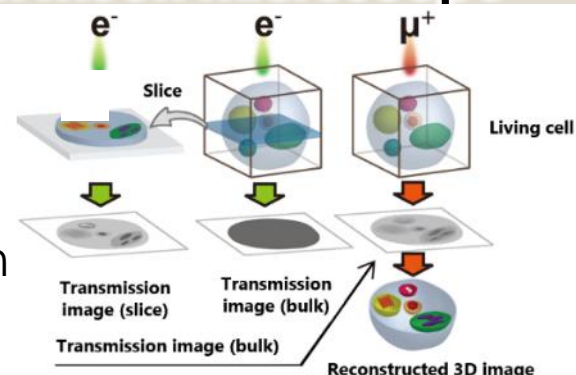 e-
e-
μ+
Slice
Living cell
n
Transmission
image (slice)
Transmission
image (bulk)
Transmission image (bulk)
Reconstructed 3D image